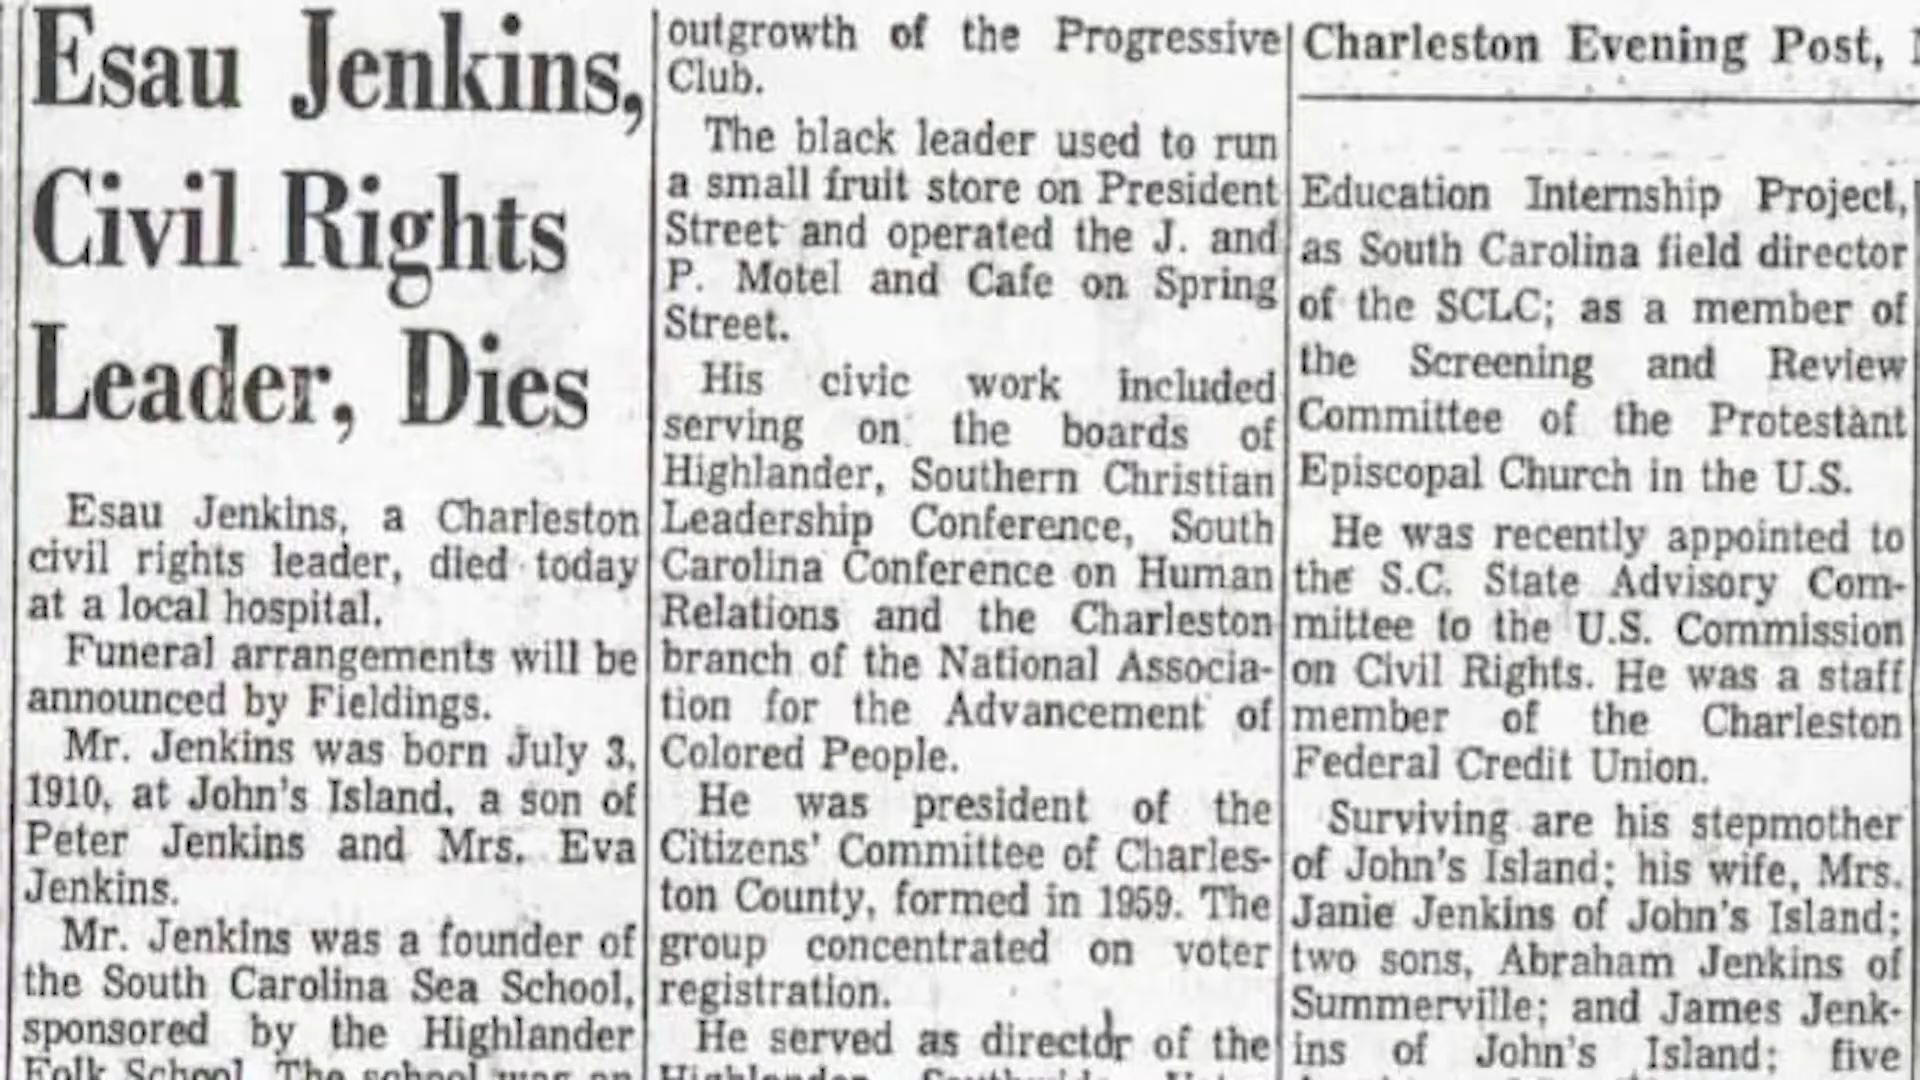 Esau Jenkins,
Civil Rights
Leader, Dies
Esau Jenkins, a Charleston
civil rights leader, died today
at a local hospital.
Funeral arrangements will be
announced by Fieldings.
Mr. Jenkins was born July 3,
1910, at John's Island, a son of
Peter Jenkins and Mrs. Eva
Jenkins.
Mr. Jenkins was a founder of
the South Carolina Sea School,
sponsored by the Highlander
Folk School. The school was an
outgrowth of the Progressive
Club.
The black leader used to run
a small fruit store on President
Street and operated the J. and
P. Motel and Cafe on Spring
Street.
His civic work included
serving on the boards of
Highlander, Southern Christian
Leadership Conference, South
Carolina Conference on Human
Relations and the Charleston
branch of the National Associa-
tion for the Advancement of
Colored People.
He was president of the
Citizens' Committee of Charles-
ton County, formed in 1959. The
group concentrated on voter
registration.
He served as director of the
Charleston Evening Post,
Education Internship Project,
as South Carolina field director
of the SCLC; as a member of
the Screening and Review
Committee of the Protestant
Episcopal Church in the U.S.
He was recently appointed to
the S.C. State Advisory Com-
mittee to the U.S. Commission
on Civil Rights. He was a staff
member of the Charleston
Federal Credit Union.
Surviving are his stepmother
of John's Island; his wife, Mrs.
Janie Jenkins of John's Island;
two sons, Abraham Jenkins of
Summerville; and James Jenk-
ins of John's Island; five